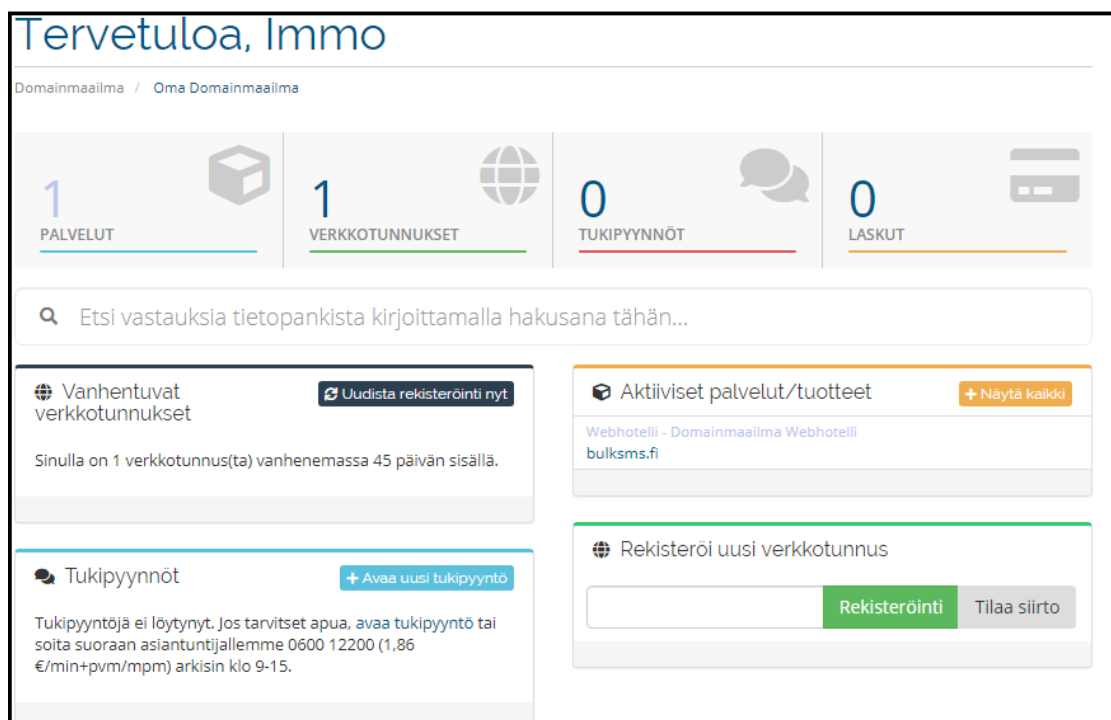 Tervetuloa, Immo
Domainmaailma / Oma Domainmaailma
1
PALVELUT
1
VERKKOTUNNUKSET
0
TUKIPYYNNÖT
0
LASKUT
Etsi vastauksia tietopankista kirjoittamalla hakusana tähän...
Vanhentuvat
verkkotunnukset
Uudista rekisteröinti nyt
Sinulla on 1 verkkotunnus(ta) vanhenemassa 45 päivän sisällä.
Aktiiviset palvelut/tuotteet
+ Näytä kaikki
Webhotelli - Domainmaailma Webhotelli
bulksms.fi
Tukipyynnöt
+ Avaa uusi tukipyyntö
Tukipyyntöjä ei löytynyt. Jos tarvitset apua, avaa tukipyyntö tai
soita suoraan asiantuntijallemme 0600 12200 (1,86
€/min+pvm/mpm) arkisin klo 9-15.
Rekisteröi uusi verkkotunnus
Rekisteröinti
Tilaa siirto